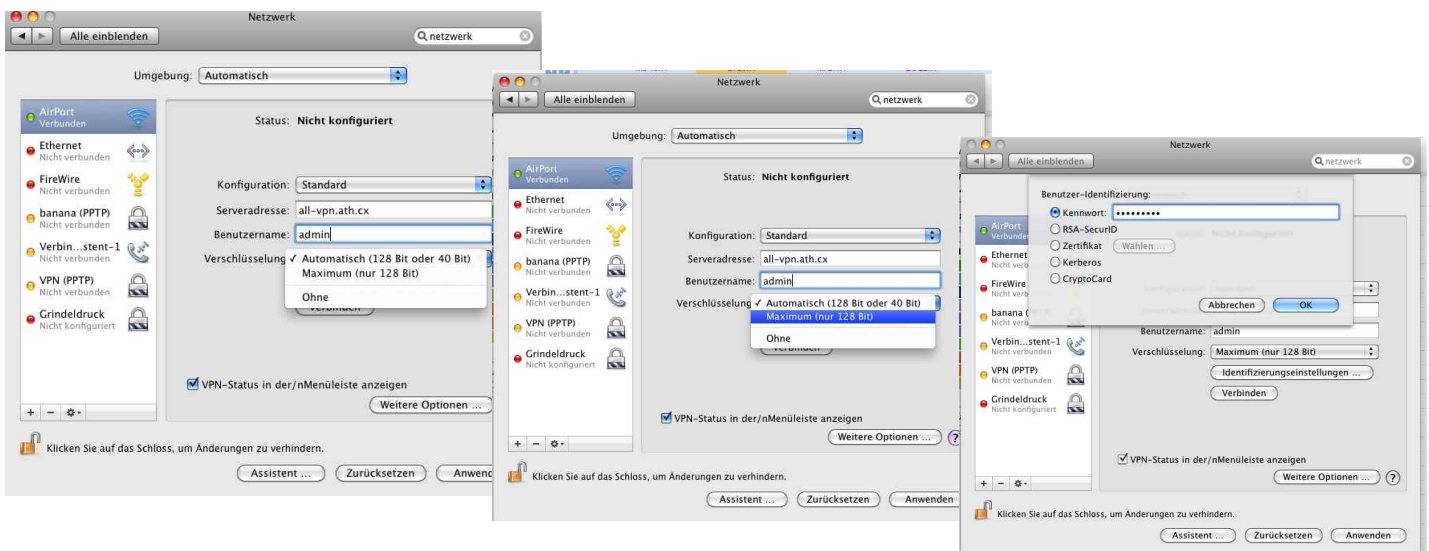 Netzwerk
Alle einblenden
netzwerk
Umgebung: Automatisch
AirPort
Verbunden
Ethernet
Nicht verbunden
FireWire
Nicht verbunden
banana (PPTP)
Nicht verbunden
Verbin...stent-1
Nicht verbunden
VPN (PPTP)
Nicht verbunden
Grindeldruck
Nicht konfiguriert
Status: Nicht konfiguriert
Konfiguration: Standard
Serveradresse: all-vpn.ath.cx
Benutzername: admin
Verschlüsselung
✓ Automatisch (128 Bit oder 40 Bit)
Maximum (nur 128 Bit)
Ohne
VPN-Status in der/nMenüleiste anzeigen
Weitere Optionen ...
+ −
Klicken Sie auf das Schloss, um Änderungen zu verhindern.
Assistent ...
Zurücksetzen
Anwend
Netzwerk
Alle einblenden
netzwerk
Umgebung: Automatisch
AirPort
Verbunden
Ethernet
Nicht verbunden
FireWire
Nicht verbunden
banana (PPTP)
Nicht verbunden
Verbin...stent-1
Nicht verbunden
VPN (PPTP)
Nicht verbunden
Grindeldruck
Nicht konfiguriert
Status: Nicht konfiguriert
Konfiguration: Standard
Serveradresse: all-vpn.ath.cx
Benutzername: admin
Verschlüsselung
✓ Automatisch (128 Bit oder 40 Bit)
Maximum (nur 128 Bit)
Ohne
VPN-Status in der/nMenüleiste anzeigen
Weitere Optionen ...
?
+ −
Klicken Sie auf das Schloss, um Änderungen zu verhindern.
Assistent ...
Zurücksetzen
Anwenden
Netzwerk
Alle einblenden
netzwerk
Benutzer-Identifizierung:
Kennwort: •••••••••
RSA-SecurID
Zertifikat
Wählen ...
Kerberos
CryptoCard
Abbrechen
OK
AirPort
Verbunde
Ethernet
Nicht verb
FireWire
Nicht verb
banana (
Nicht verb
Verbin...stent-1
Nicht verbunden
VPN (PPTP)
Nicht verbunden
Grindeldruck
Nicht konfiguriert
Benutzername: admin
Verschlüsselung: Maximum (nur 128 Bit)
Identifizierungseinstellungen ...
Verbinden
VPN-Status in der/nMenüleiste anzeigen
Weitere Optionen ...
?
+ −
Klicken Sie auf das Schloss, um Änderungen zu verhindern.
Assistent ...
Zurücksetzen
Anwenden